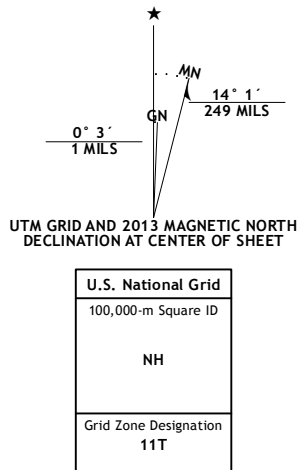 ★
MN
GN
14° 1´
249 MILS
0° 3´
1 MILS
UTM GRID AND 2013 MAGNETIC NORTH
DECLINATION AT CENTER OF SHEET
U.S. National Grid
100,000-m Square ID
NH
Grid Zone Designation
11T